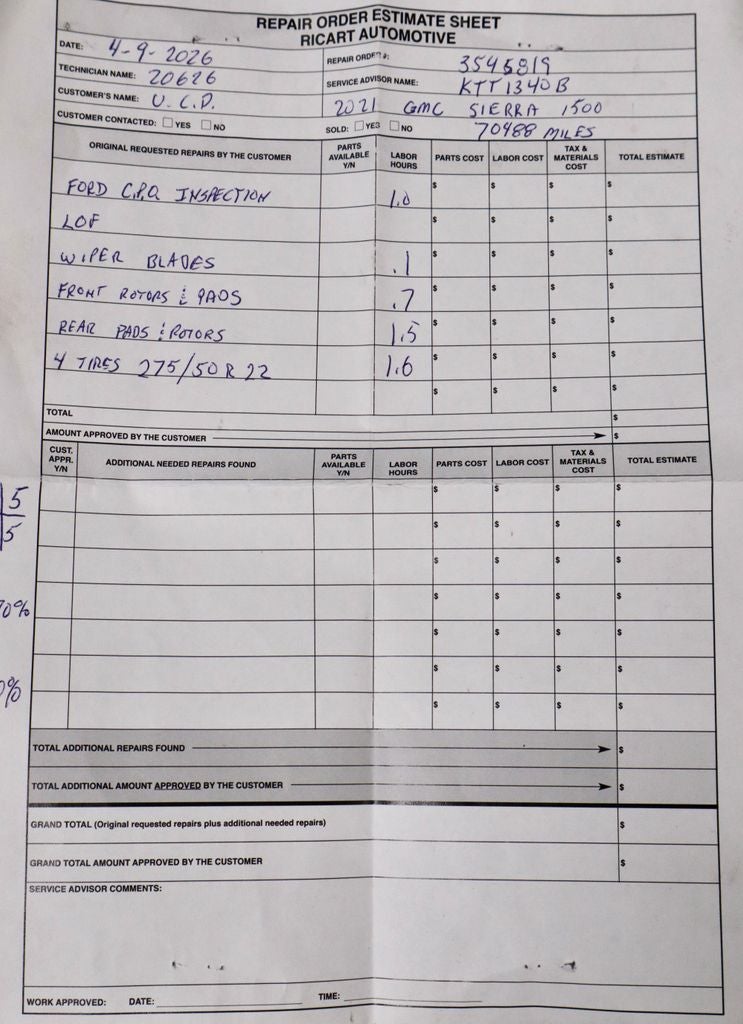 REPAIR ORDER ESTIMATE SHEET
RICART AUTOMOTIVE
DATE: 4-9-2026
REPAIR ORDER #: 3545819
TECHNICIAN NAME: 20626
SERVICE ADVISOR NAME: KTT1340B
CUSTOMER'S NAME: U.C.D.
2021 GMC SIERRA 1500
CUSTOMER CONTACTED: ☐ YES ☐ NO
SOLD: ☐ YES ☐ NO
70488 MILES
ORIGINAL REQUESTED REPAIRS BY THE CUSTOMER PARTS AVAILABLE Y/N LABOR HOURS PARTS COST LABOR COST TAX & MATERIALS COST TOTAL ESTIMATE
FORD C.P.O. INSPECTION 1.0 $ $ $ $
LOF $ $ $ $
WIPER BLADES .1 $ $ $ $
FRONT ROTORS & PADS .7 $ $ $ $
REAR PADS & ROTORS 1.5 $ $ $ $
4 TIRES 275/50R22 1.6 $ $ $ $
$ $ $ $
TOTAL $
AMOUNT APPROVED BY THE CUSTOMER $
CUST. APPR. Y/N ADDITIONAL NEEDED REPAIRS FOUND PARTS AVAILABLE Y/N LABOR HOURS PARTS COST LABOR COST TAX & MATERIALS COST TOTAL ESTIMATE
5 $ $ $ $
5 $ $ $ $
$ $ $ $
0% $ $ $ $
$ $ $ $
0% $ $ $ $
$ $ $ $
TOTAL ADDITIONAL REPAIRS FOUND $
TOTAL ADDITIONAL AMOUNT APPROVED BY THE CUSTOMER $
GRAND TOTAL (Original requested repairs plus additional needed repairs) $
GRAND TOTAL AMOUNT APPROVED BY THE CUSTOMER $
SERVICE ADVISOR COMMENTS:
WORK APPROVED: DATE: TIME: